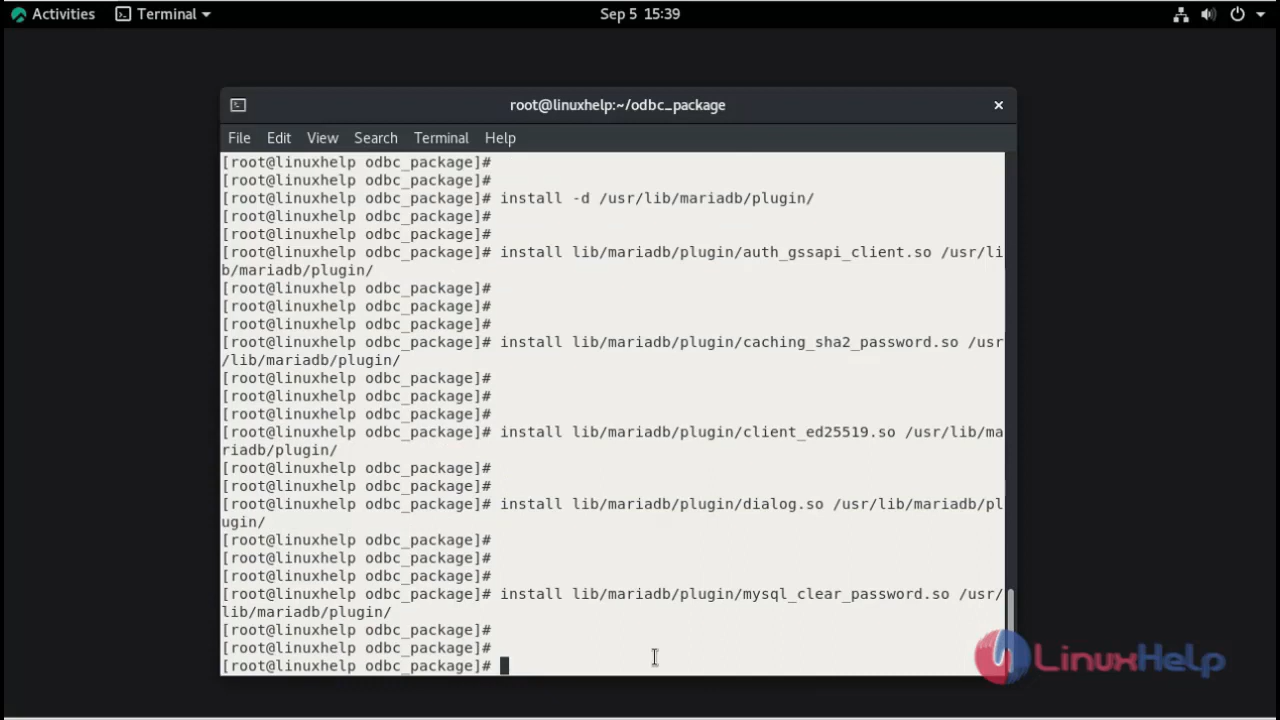 Activities Terminal Sep 5 15:39
root@linuxhelp:~/odbc_package
File Edit View Search Terminal Help
[root@linuxhelp odbc_package]#
[root@linuxhelp odbc_package]#
[root@linuxhelp odbc_package]# install -d /usr/lib/mariadb/plugin/
[root@linuxhelp odbc_package]#
[root@linuxhelp odbc_package]#
[root@linuxhelp odbc_package]# install lib/mariadb/plugin/auth_gssapi_client.so /usr/li
b/mariadb/plugin/
[root@linuxhelp odbc_package]#
[root@linuxhelp odbc_package]#
[root@linuxhelp odbc_package]#
[root@linuxhelp odbc_package]# install lib/mariadb/plugin/caching_sha2_password.so /usr
/lib/mariadb/plugin/
[root@linuxhelp odbc_package]#
[root@linuxhelp odbc_package]#
[root@linuxhelp odbc_package]#
[root@linuxhelp odbc_package]# install lib/mariadb/plugin/client_ed25519.so /usr/lib/ma
riadb/plugin/
[root@linuxhelp odbc_package]#
[root@linuxhelp odbc_package]#
[root@linuxhelp odbc_package]# install lib/mariadb/plugin/dialog.so /usr/lib/mariadb/pl
ugin/
[root@linuxhelp odbc_package]#
[root@linuxhelp odbc_package]#
[root@linuxhelp odbc_package]#
[root@linuxhelp odbc_package]# install lib/mariadb/plugin/mysql_clear_password.so /usr/
lib/mariadb/plugin/
[root@linuxhelp odbc_package]#
[root@linuxhelp odbc_package]#
[root@linuxhelp odbc_package]#
LinuxHelp